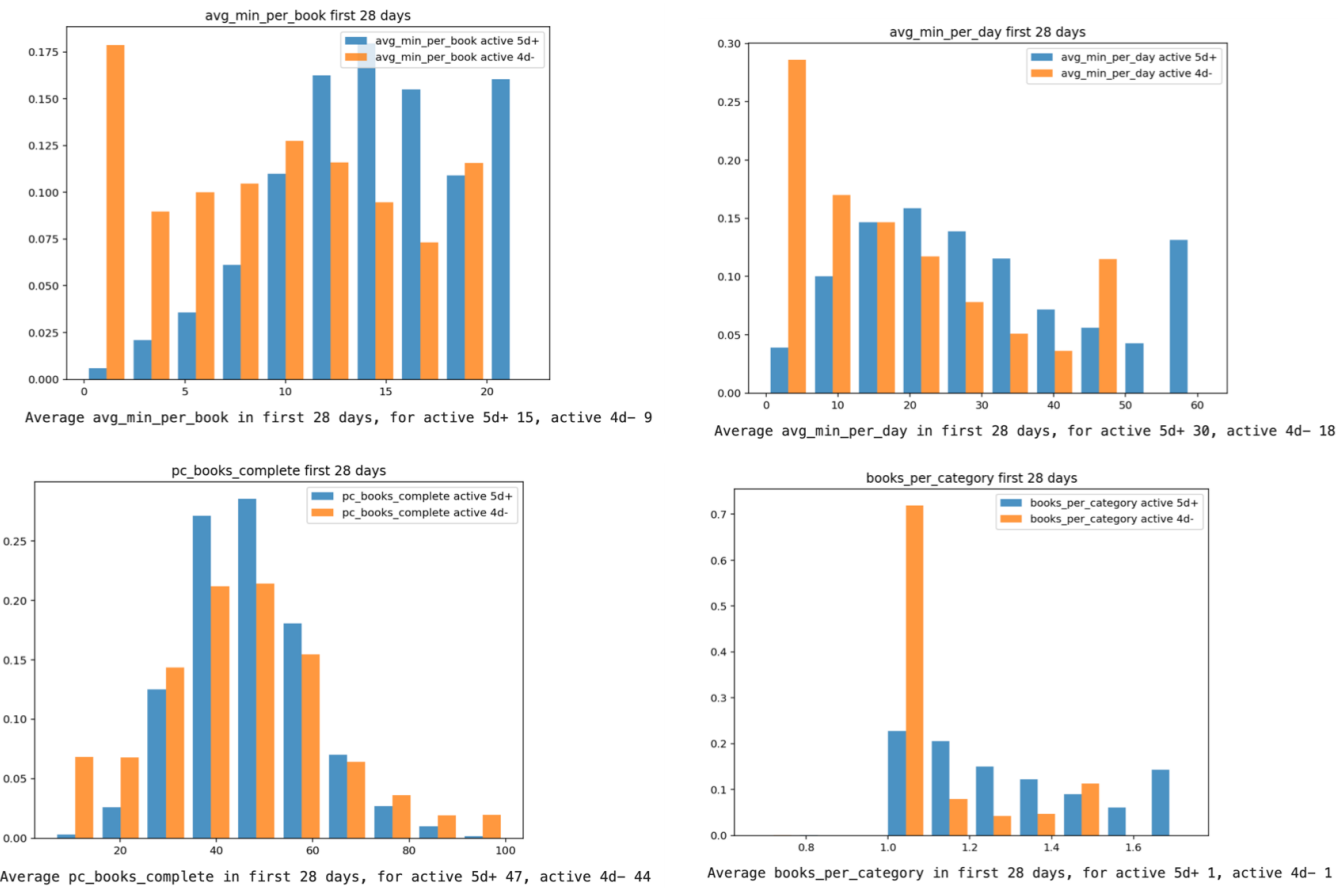 avg_min_per_book first 28 days
avg_min_per_book active 5d+
avg_min_per_book active 4d-
0.175
0.150
0.125
0.100
0.075
0.050
0.025
0.000
0 5 10 15 20
Average avg_min_per_book in first 28 days, for active 5d+ 15, active 4d- 9
avg_min_per_day first 28 days
avg_min_per_day active 5d+
avg_min_per_day active 4d-
0.30
0.25
0.20
0.15
0.10
0.05
0.00
0 10 20 30 40 50 60
Average avg_min_per_day in first 28 days, for active 5d+ 30, active 4d- 18
pc_books_complete first 28 days
pc_books_complete active 5d+
pc_books_complete active 4d-
0.25
0.20
0.15
0.10
0.05
0.00
20 40 60 80 100
Average pc_books_complete in first 28 days, for active 5d+ 47, active 4d- 44
books_per_category first 28 days
books_per_category active 5d+
books_per_category active 4d-
0.7
0.6
0.5
0.4
0.3
0.2
0.1
0.0
0.8 1.0 1.2 1.4 1.6
Average books_per_category in first 28 days, for active 5d+ 1, active 4d- 1